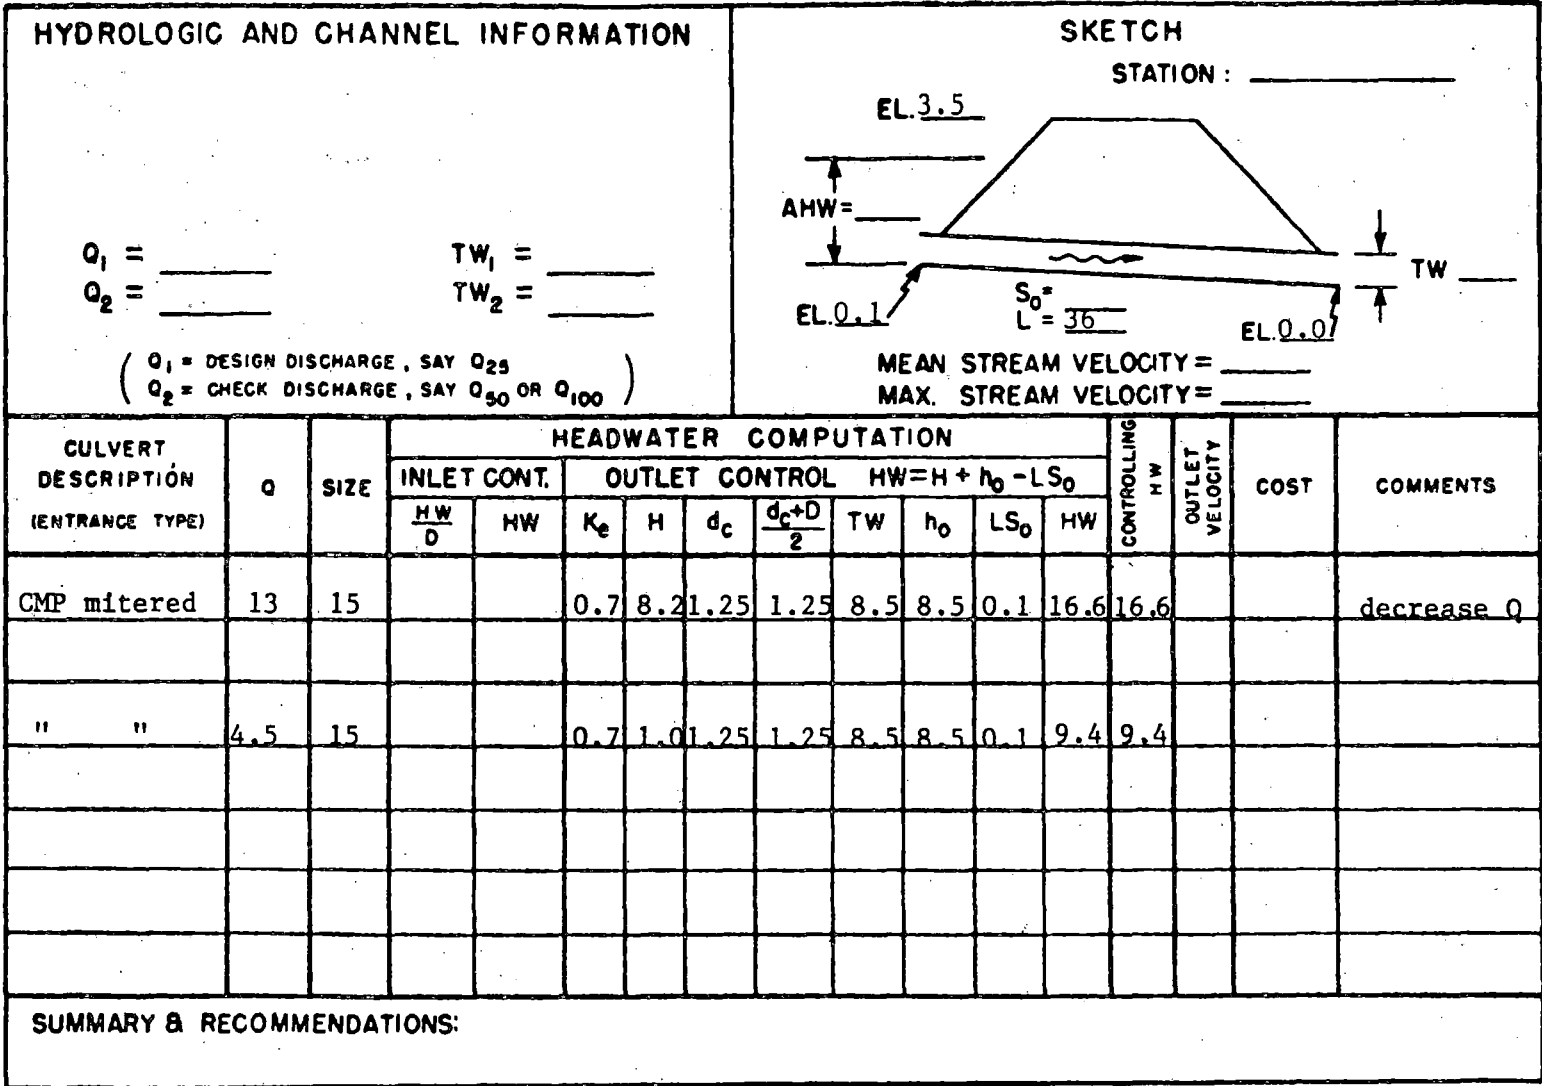 HYDROLOGIC AND CHANNEL INFORMATION
Q₁ = TW₁ =
Q₂ = TW₂ =
( Q₁ = DESIGN DISCHARGE, SAY Q₂₅
Q₂ = CHECK DISCHARGE, SAY Q₅₀ OR Q₁₀₀ )
SKETCH
STATION:
EL. 3.5
AHW=
TW
EL. 0.1
S₀=
L = 36
EL. 0.0
MEAN STREAM VELOCITY=
MAX. STREAM VELOCITY=
CULVERT DESCRIPTION (ENTRANCE TYPE)
Q
SIZE
HEADWATER COMPUTATION
INLET CONT.
OUTLET CONTROL HW=H+h₀-LS₀
HW/D HW Kₑ H d_c (d_c+D)/2 TW h₀ LS₀ HW
CONTROLLING HW
OUTLET VELOCITY
COST
COMMENTS
CMP mitered 13 15 0.7 8.2 1.25 1.25 8.5 8.5 0.1 16.6 16.6 decrease Q
" " 4.5 15 0.7 1.0 1.25 1.25 8.5 8.5 0.1 9.4 9.4
SUMMARY & RECOMMENDATIONS: